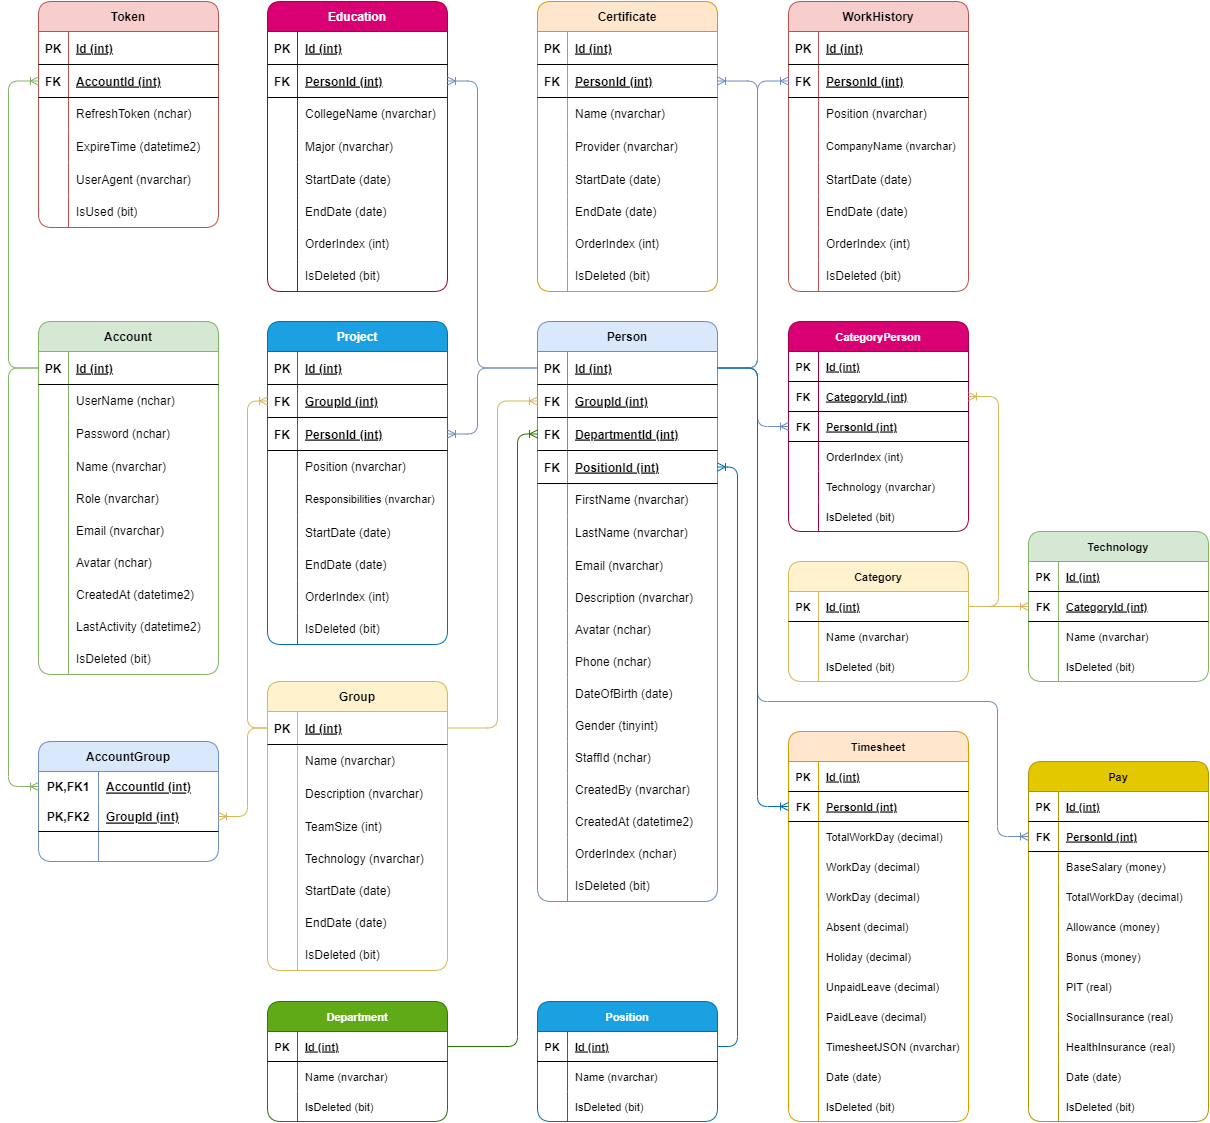 Token
PK Id (int)
FK AccountId (int)
RefreshToken (nchar)
ExpireTime (datetime2)
UserAgent (nvarchar)
IsUsed (bit)
Education
PK Id (int)
FK PersonId (int)
CollegeName (nvarchar)
Major (nvarchar)
StartDate (date)
EndDate (date)
OrderIndex (int)
IsDeleted (bit)
Certificate
PK Id (int)
FK PersonId (int)
Name (nvarchar)
Provider (nvarchar)
StartDate (date)
EndDate (date)
OrderIndex (int)
IsDeleted (bit)
WorkHistory
PK Id (int)
FK PersonId (int)
Position (nvarchar)
CompanyName (nvarchar)
StartDate (date)
EndDate (date)
OrderIndex (int)
IsDeleted (bit)
Account
PK Id (int)
UserName (nchar)
Password (nchar)
Name (nvarchar)
Role (nvarchar)
Email (nvarchar)
Avatar (nchar)
CreatedAt (datetime2)
LastActivity (datetime2)
IsDeleted (bit)
Project
PK Id (int)
FK GroupId (int)
FK PersonId (int)
Position (nvarchar)
Responsibilities (nvarchar)
StartDate (date)
EndDate (date)
OrderIndex (int)
IsDeleted (bit)
Person
PK Id (int)
FK GroupId (int)
FK DepartmentId (int)
FK PositionId (int)
FirstName (nvarchar)
LastName (nvarchar)
Email (nvarchar)
Description (nvarchar)
Avatar (nchar)
Phone (nchar)
DateOfBirth (date)
Gender (tinyint)
StaffId (nchar)
CreatedBy (nvarchar)
CreatedAt (datetime2)
OrderIndex (nchar)
IsDeleted (bit)
CategoryPerson
PK Id (int)
FK CategoryId (int)
FK PersonId (int)
OrderIndex (int)
Technology (nvarchar)
IsDeleted (bit)
Category
PK Id (int)
Name (nvarchar)
IsDeleted (bit)
Technology
PK Id (int)
FK CategoryId (int)
Name (nvarchar)
IsDeleted (bit)
AccountGroup
PK,FK1 AccountId (int)
PK,FK2 GroupId (int)
Group
PK Id (int)
Name (nvarchar)
Description (nvarchar)
TeamSize (int)
Technology (nvarchar)
StartDate (date)
EndDate (date)
IsDeleted (bit)
Timesheet
PK Id (int)
FK PersonId (int)
TotalWorkDay (decimal)
WorkDay (decimal)
WorkDay (decimal)
Absent (decimal)
Holiday (decimal)
UnpaidLeave (decimal)
PaidLeave (decimal)
TimesheetJSON (nvarchar)
Date (date)
IsDeleted (bit)
Pay
PK Id (int)
FK PersonId (int)
BaseSalary (money)
TotalWorkDay (decimal)
Allowance (money)
Bonus (money)
PIT (real)
SocialInsurance (real)
HealthInsurance (real)
Date (date)
IsDeleted (bit)
Department
PK Id (int)
Name (nvarchar)
IsDeleted (bit)
Position
PK Id (int)
Name (nvarchar)
IsDeleted (bit)